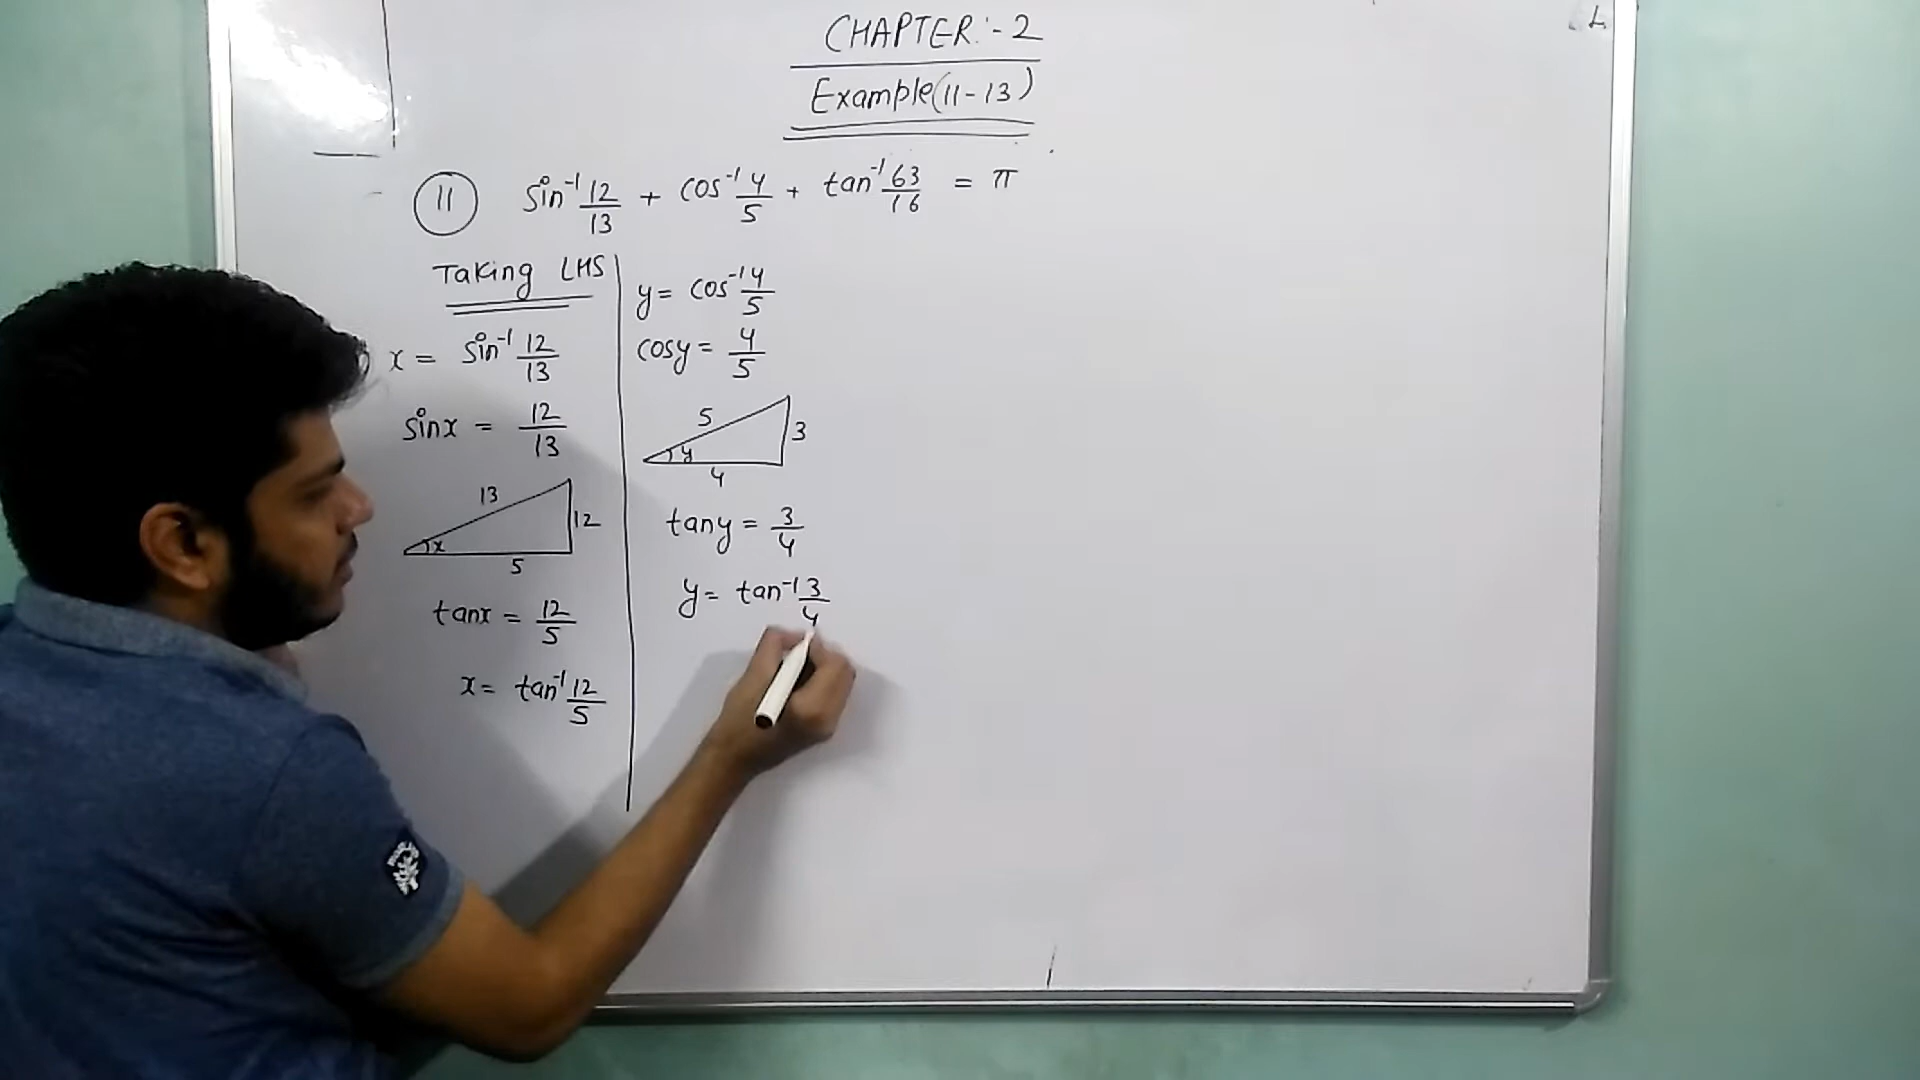 CHAPTER:-2
Example(11-13)
11 sin⁻¹ 12/13 + cos⁻¹ 4/5 + tan⁻¹ 63/16 = π
Taking LHS
x = sin⁻¹ 12/13
sinx = 12/13
13
12
x
5
tanx = 12/5
x = tan⁻¹ 12/5
y = cos⁻¹ 4/5
cosy = 4/5
5
3
y
4
tany = 3/4
y = tan⁻¹ 3/4